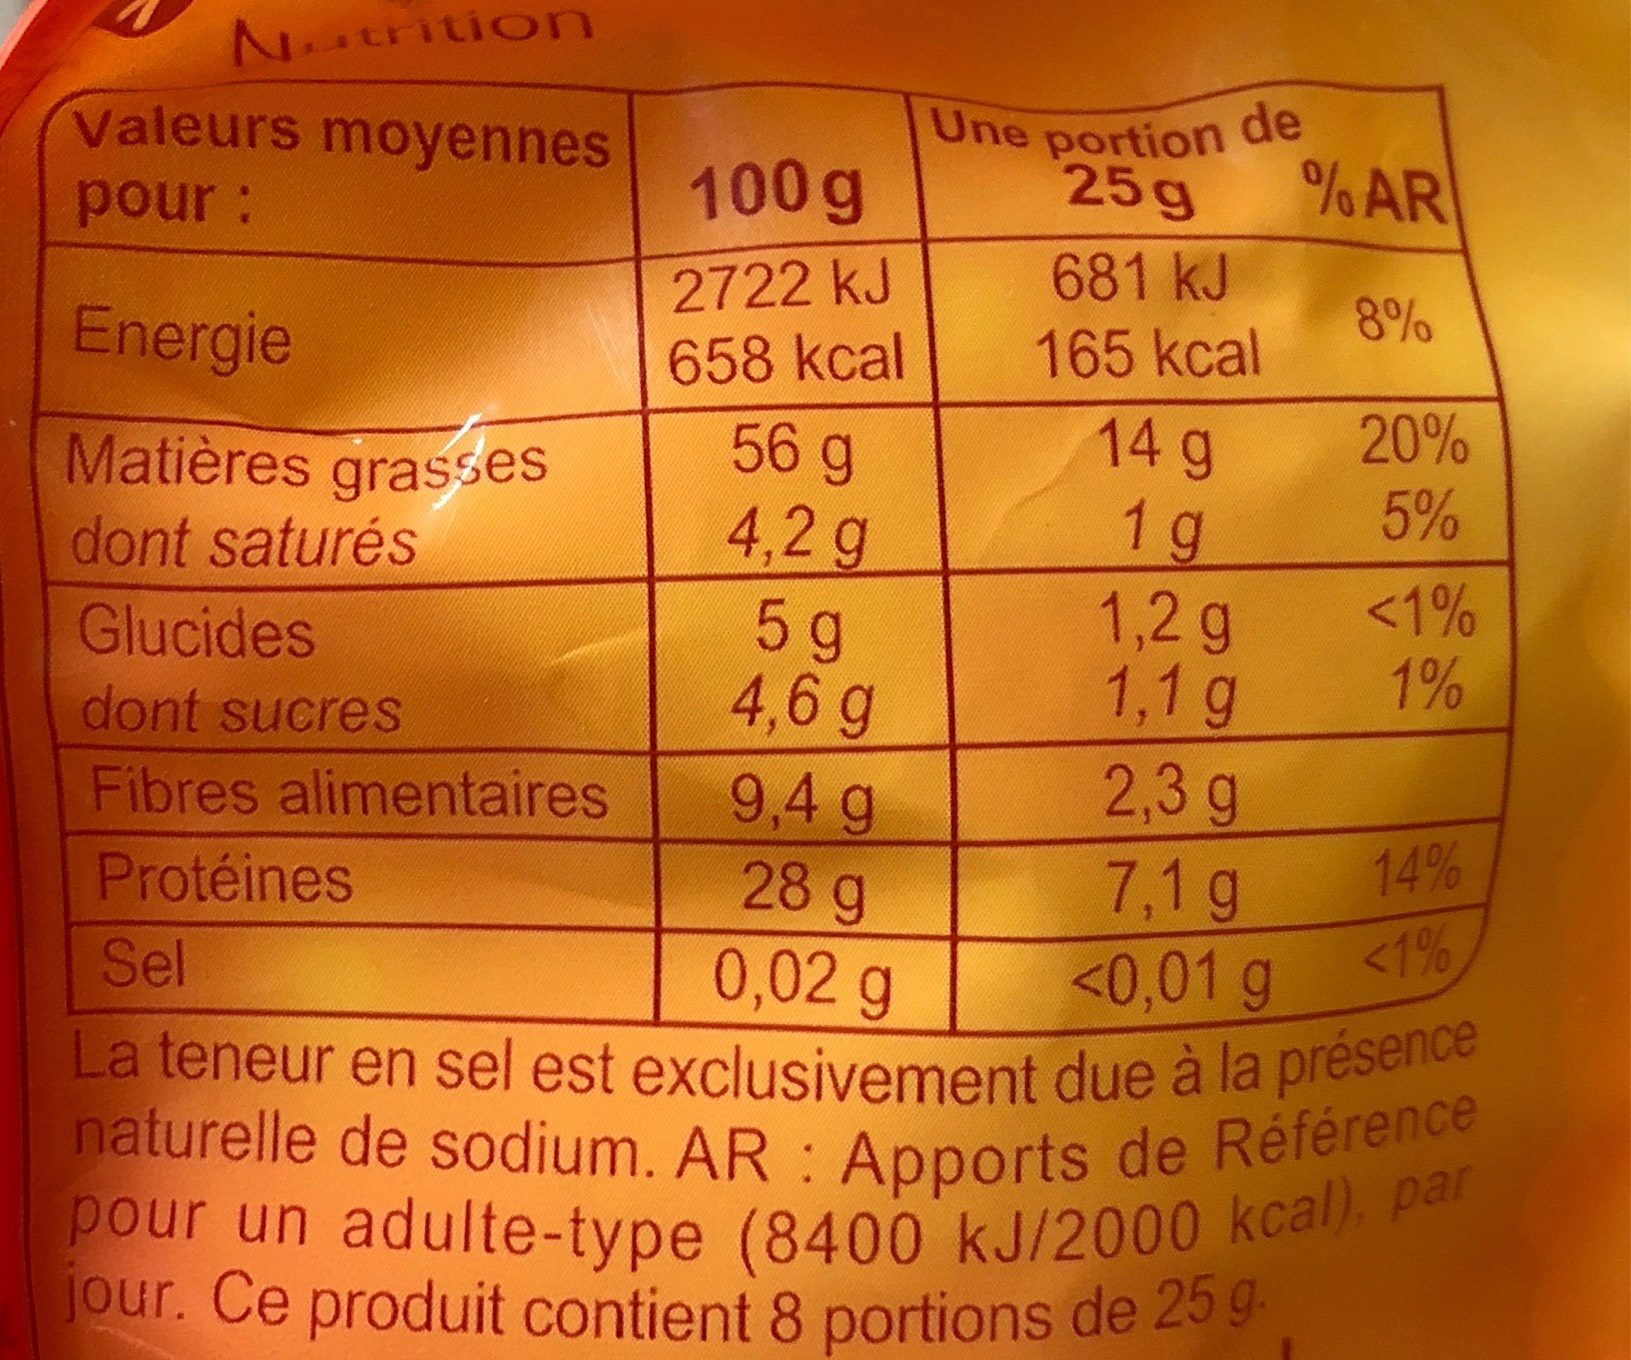 Nutrition
Valeurs moyennes pour : 100 g Une portion de 25 g %AR
Energie 2722 kJ 658 kcal 681 kJ 165 kcal 8%
Matières grasses 56 g 14 g 20%
dont saturés 4,2 g 1 g 5%
Glucides 5 g 1,2 g <1%
dont sucres 4,6 g 1,1 g 1%
Fibres alimentaires 9,4 g 2,3 g
Protéines 28 g 7,1 g 14%
Sel 0,02 g <0,01 g <1%
La teneur en sel est exclusivement due à la présence
naturelle de sodium. AR : Apports de Référence
pour un adulte-type (8400 kJ/2000 kcal), par
jour. Ce produit contient 8 portions de 25 g.